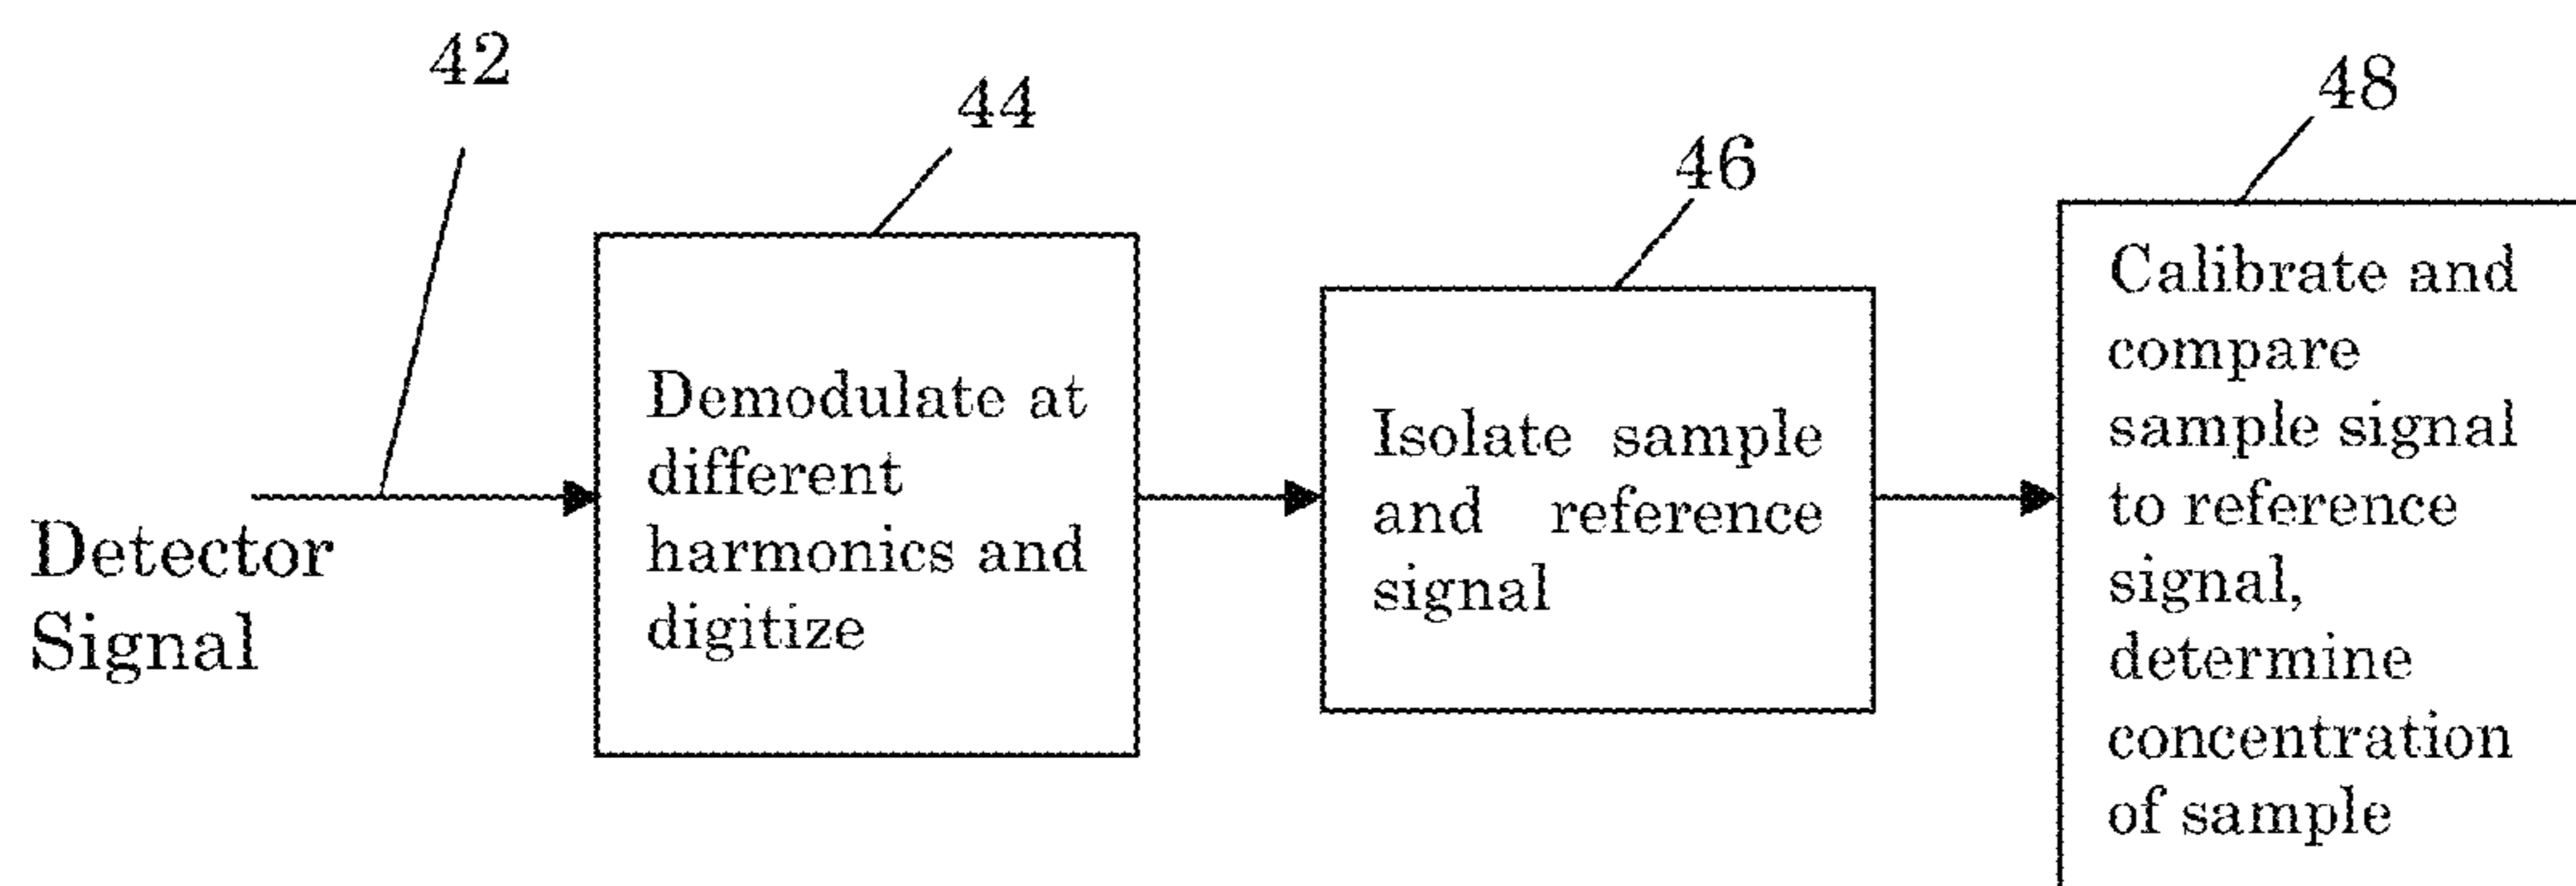 42
44
46
48
Detector
Signal
Demodulate at
different
harmonics and
digitize
Isolate sample
and reference
signal
Calibrate and
compare
sample signal
to reference
signal,
determine
concentration
of sample